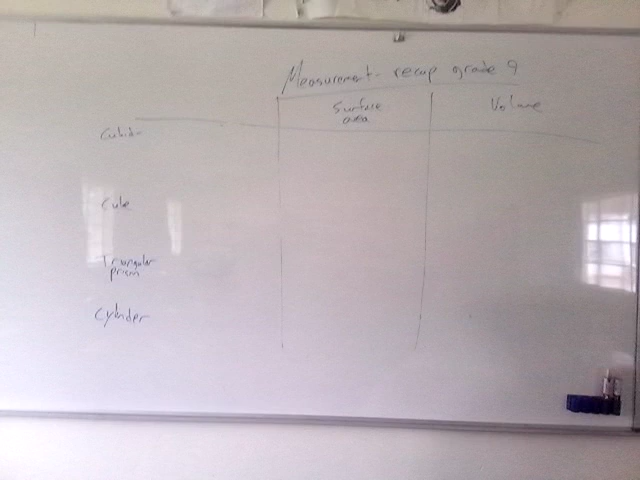 Measurement- recap grade 9
Surface
area
Volume
Cuboid
Cube
Triangular
prism
Cylinder